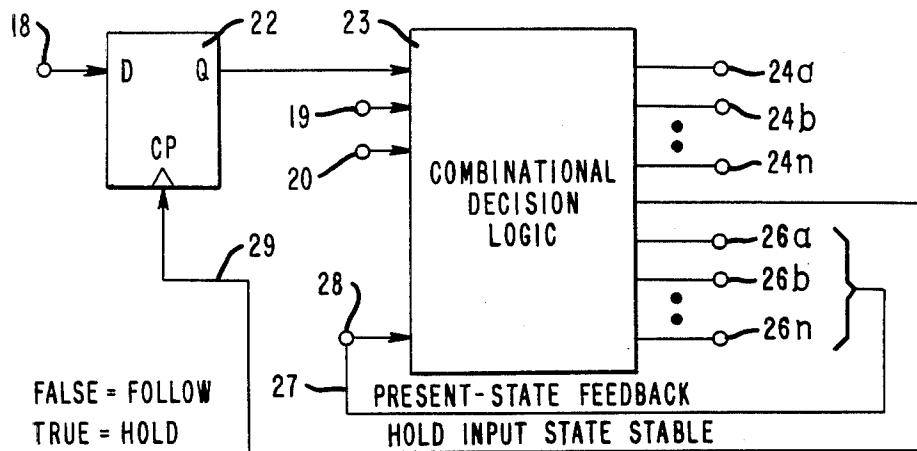 18
22
23
D Q
CP
19
20
COMBINATIONAL
DECISION
LOGIC
24a
24b
24n
26a
26b
26n
29
28
27
FALSE = FOLLOW
TRUE = HOLD
PRESENT-STATE FEEDBACK
HOLD INPUT STATE STABLE